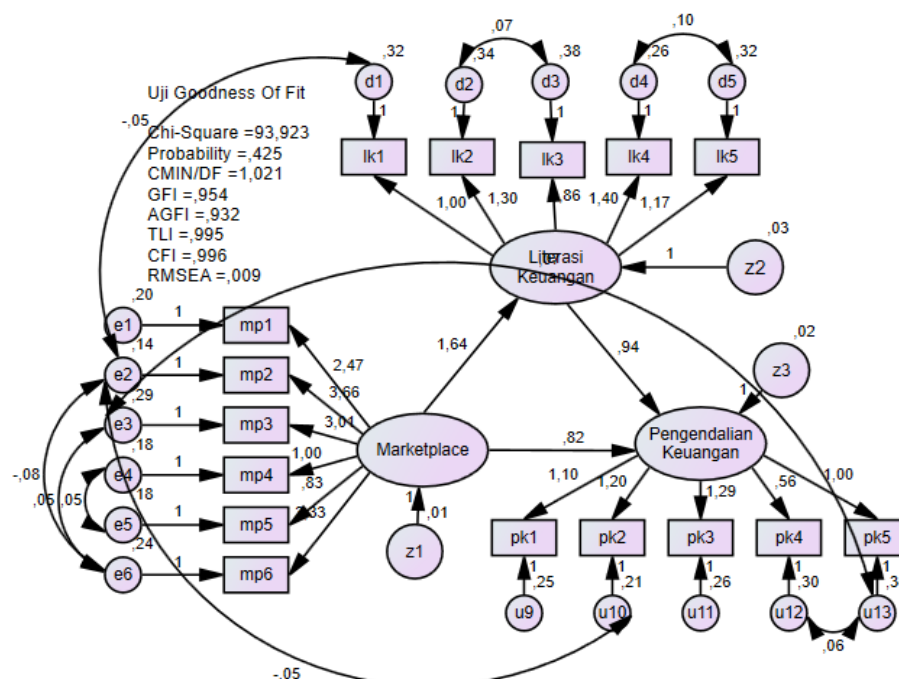 ,07
,10
,32
,34
,38
,26
,32
d1
d2
d3
d4
d5
Uji Goodness Of Fit
-,05
1
1
1
1
1
Chi-Square =93,923
Probability =,425
CMIN/DF =1,021
GFI =,954
AGFI =,932
TLI =,995
CFI =,996
RMSEA =,009
lk1
lk2
lk3
lk4
lk5
1,00
1,30
,86
1,40
1,17
Literasi
Keuangan
1
z2
,03
,20
e1
1
mp1
,14
e2
1
mp2
,29
e3
1
mp3
,18
e4
1
mp4
,18
e5
1
mp5
,24
e6
1
mp6
2,47
3,66
3,01
1,00
,83
1,64
,94
,82
,02
z3
1
Marketplace
Pengendalian
Keuangan
-,08
,05
,05
1
,01
z1
1,10
1,20
1,29
,56
1,00
pk1
pk2
pk3
pk4
pk5
1
1
1
1
1
,25
,21
,26
,30
u9
u10
u11
u12
u13
,06
-,05